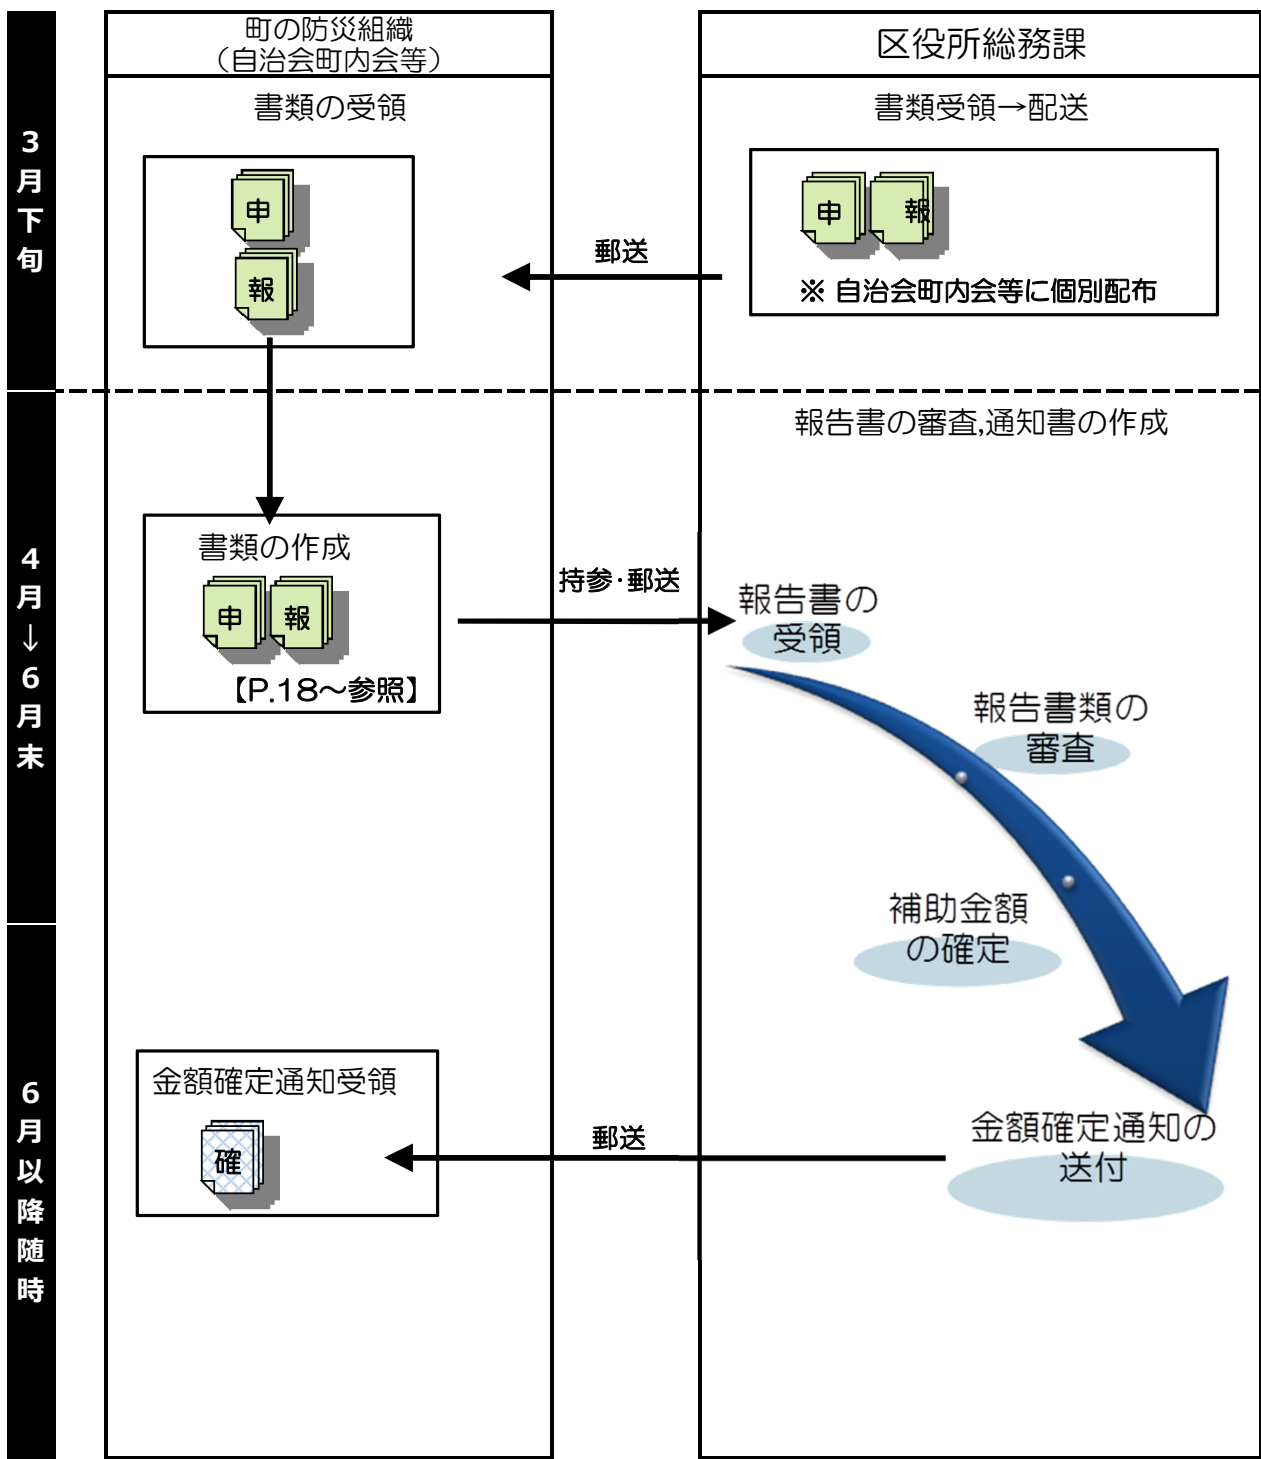 町の防災組織
（自治会町内会等）
区役所総務課
3月下旬
書類の受領
申
報
郵送
書類受領→配送
申 報
※ 自治会町内会等に個別配布
4月↓6月末
報告書の審査,通知書の作成
書類の作成
申 報
【P.18～参照】
持参・郵送
報告書の
受領
報告書類の
審査
補助金額
の確定
6月以降随時
金額確定通知受領
確
郵送
金額確定通知の
送付